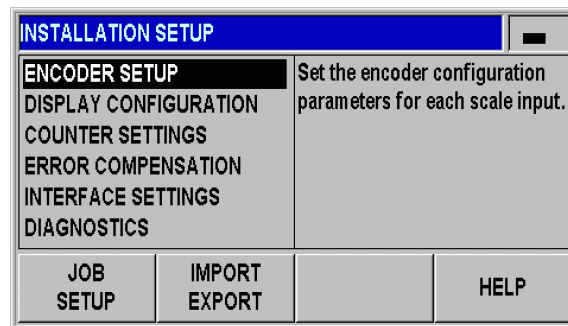 INSTALLATION SETUP
ENCODER SETUP
DISPLAY CONFIGURATION
COUNTER SETTINGS
ERROR COMPENSATION
INTERFACE SETTINGS
DIAGNOSTICS
Set the encoder configuration
parameters for each scale input.
JOB
SETUP
IMPORT
EXPORT
HELP